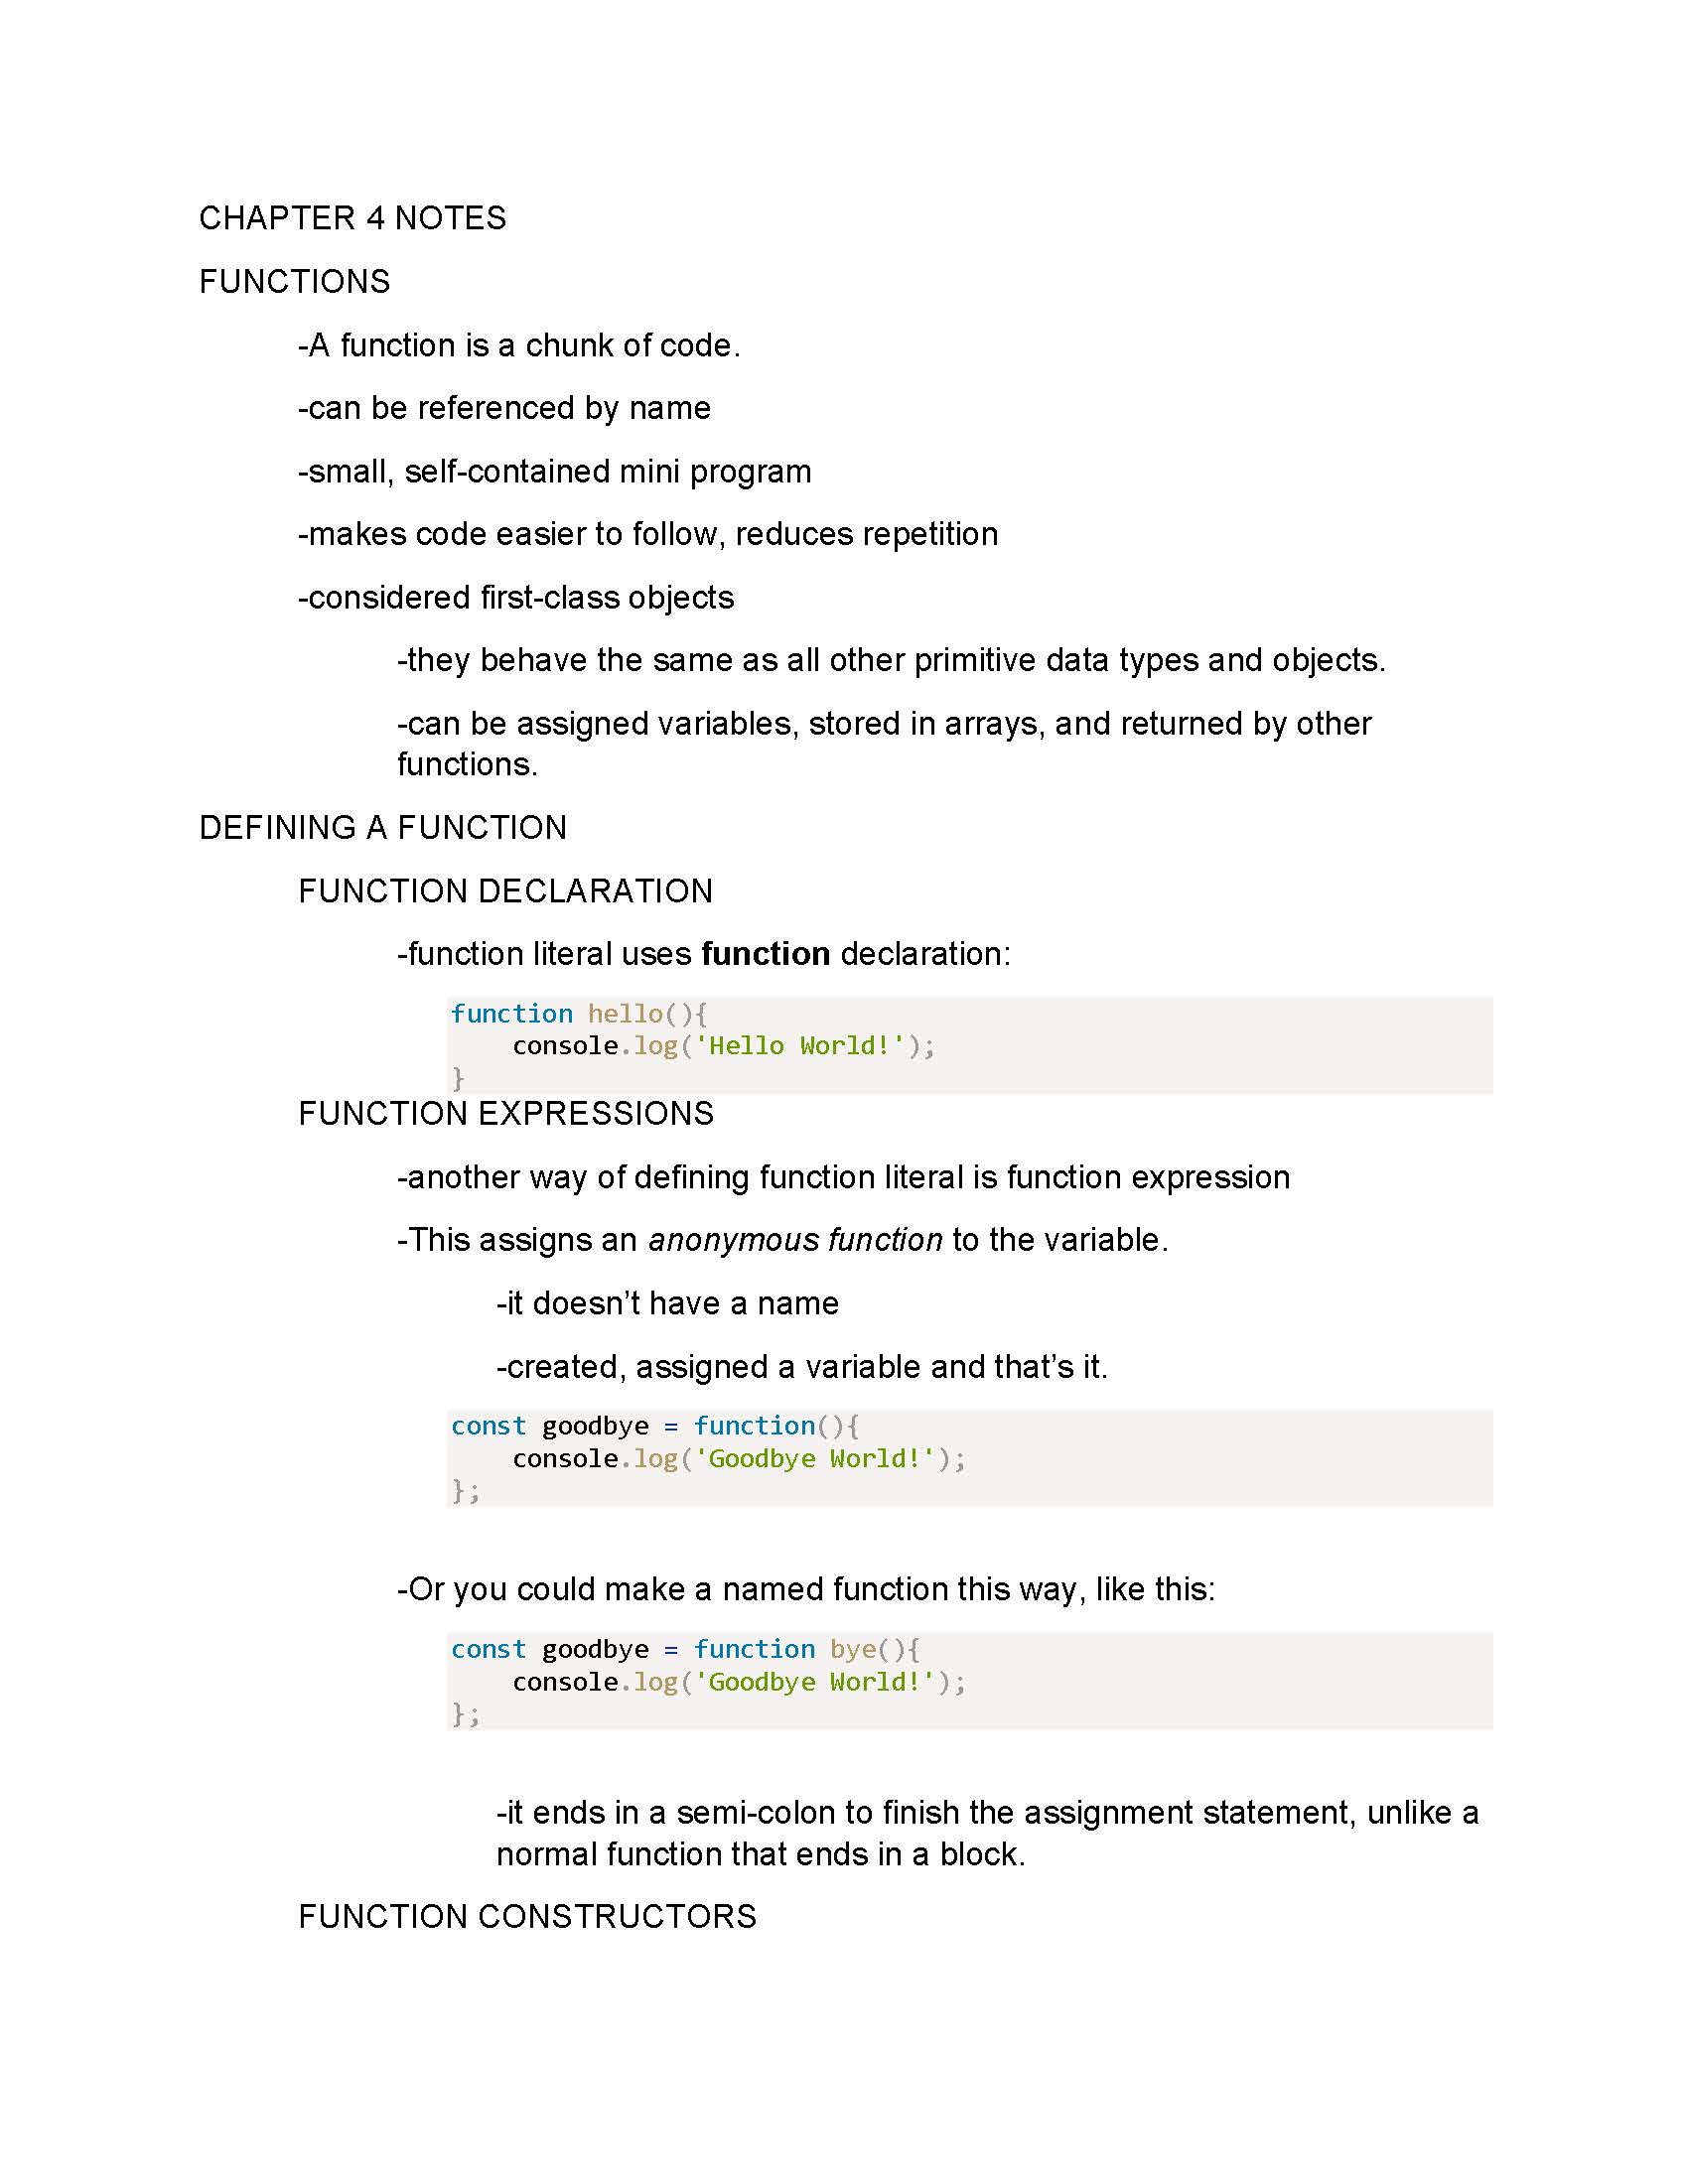 CHAPTER 4 NOTES
FUNCTIONS
-A function is a chunk of code.
-can be referenced by name
-small, self-contained mini program
-makes code easier to follow, reduces repetition
-considered first-class objects
-they behave the same as all other primitive data types and objects.
-can be assigned variables, stored in arrays, and returned by other
functions.
DEFINING A FUNCTION
FUNCTION DECLARATION
-function literal uses function declaration:
function hello(){
    console.log('Hello World!');
}
FUNCTION EXPRESSIONS
-another way of defining function literal is function expression
-This assigns an anonymous function to the variable.
-it doesn’t have a name
-created, assigned a variable and that’s it.
const goodbye = function(){
    console.log('Goodbye World!');
};
-Or you could make a named function this way, like this:
const goodbye = function bye(){
    console.log('Goodbye World!');
};
-it ends in a semi-colon to finish the assignment statement, unlike a
normal function that ends in a block.
FUNCTION CONSTRUCTORS